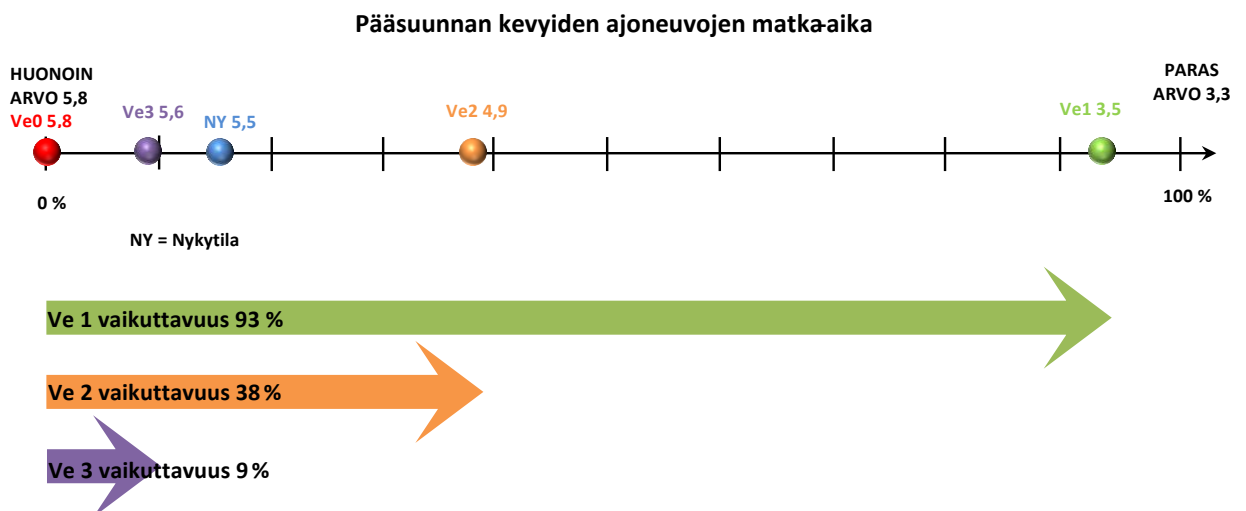 Pääsuunnan kevyiden ajoneuvojen matka-aika
HUONOIN
ARVO 5,8
Ve0 5,8
Ve3 5,6
NY 5,5
Ve2 4,9
Ve1 3,5
PARAS
ARVO 3,3
0 %
100 %
NY = Nykytila
Ve 1 vaikuttavuus 93 %
Ve 2 vaikuttavuus 38 %
Ve 3 vaikuttavuus 9 %